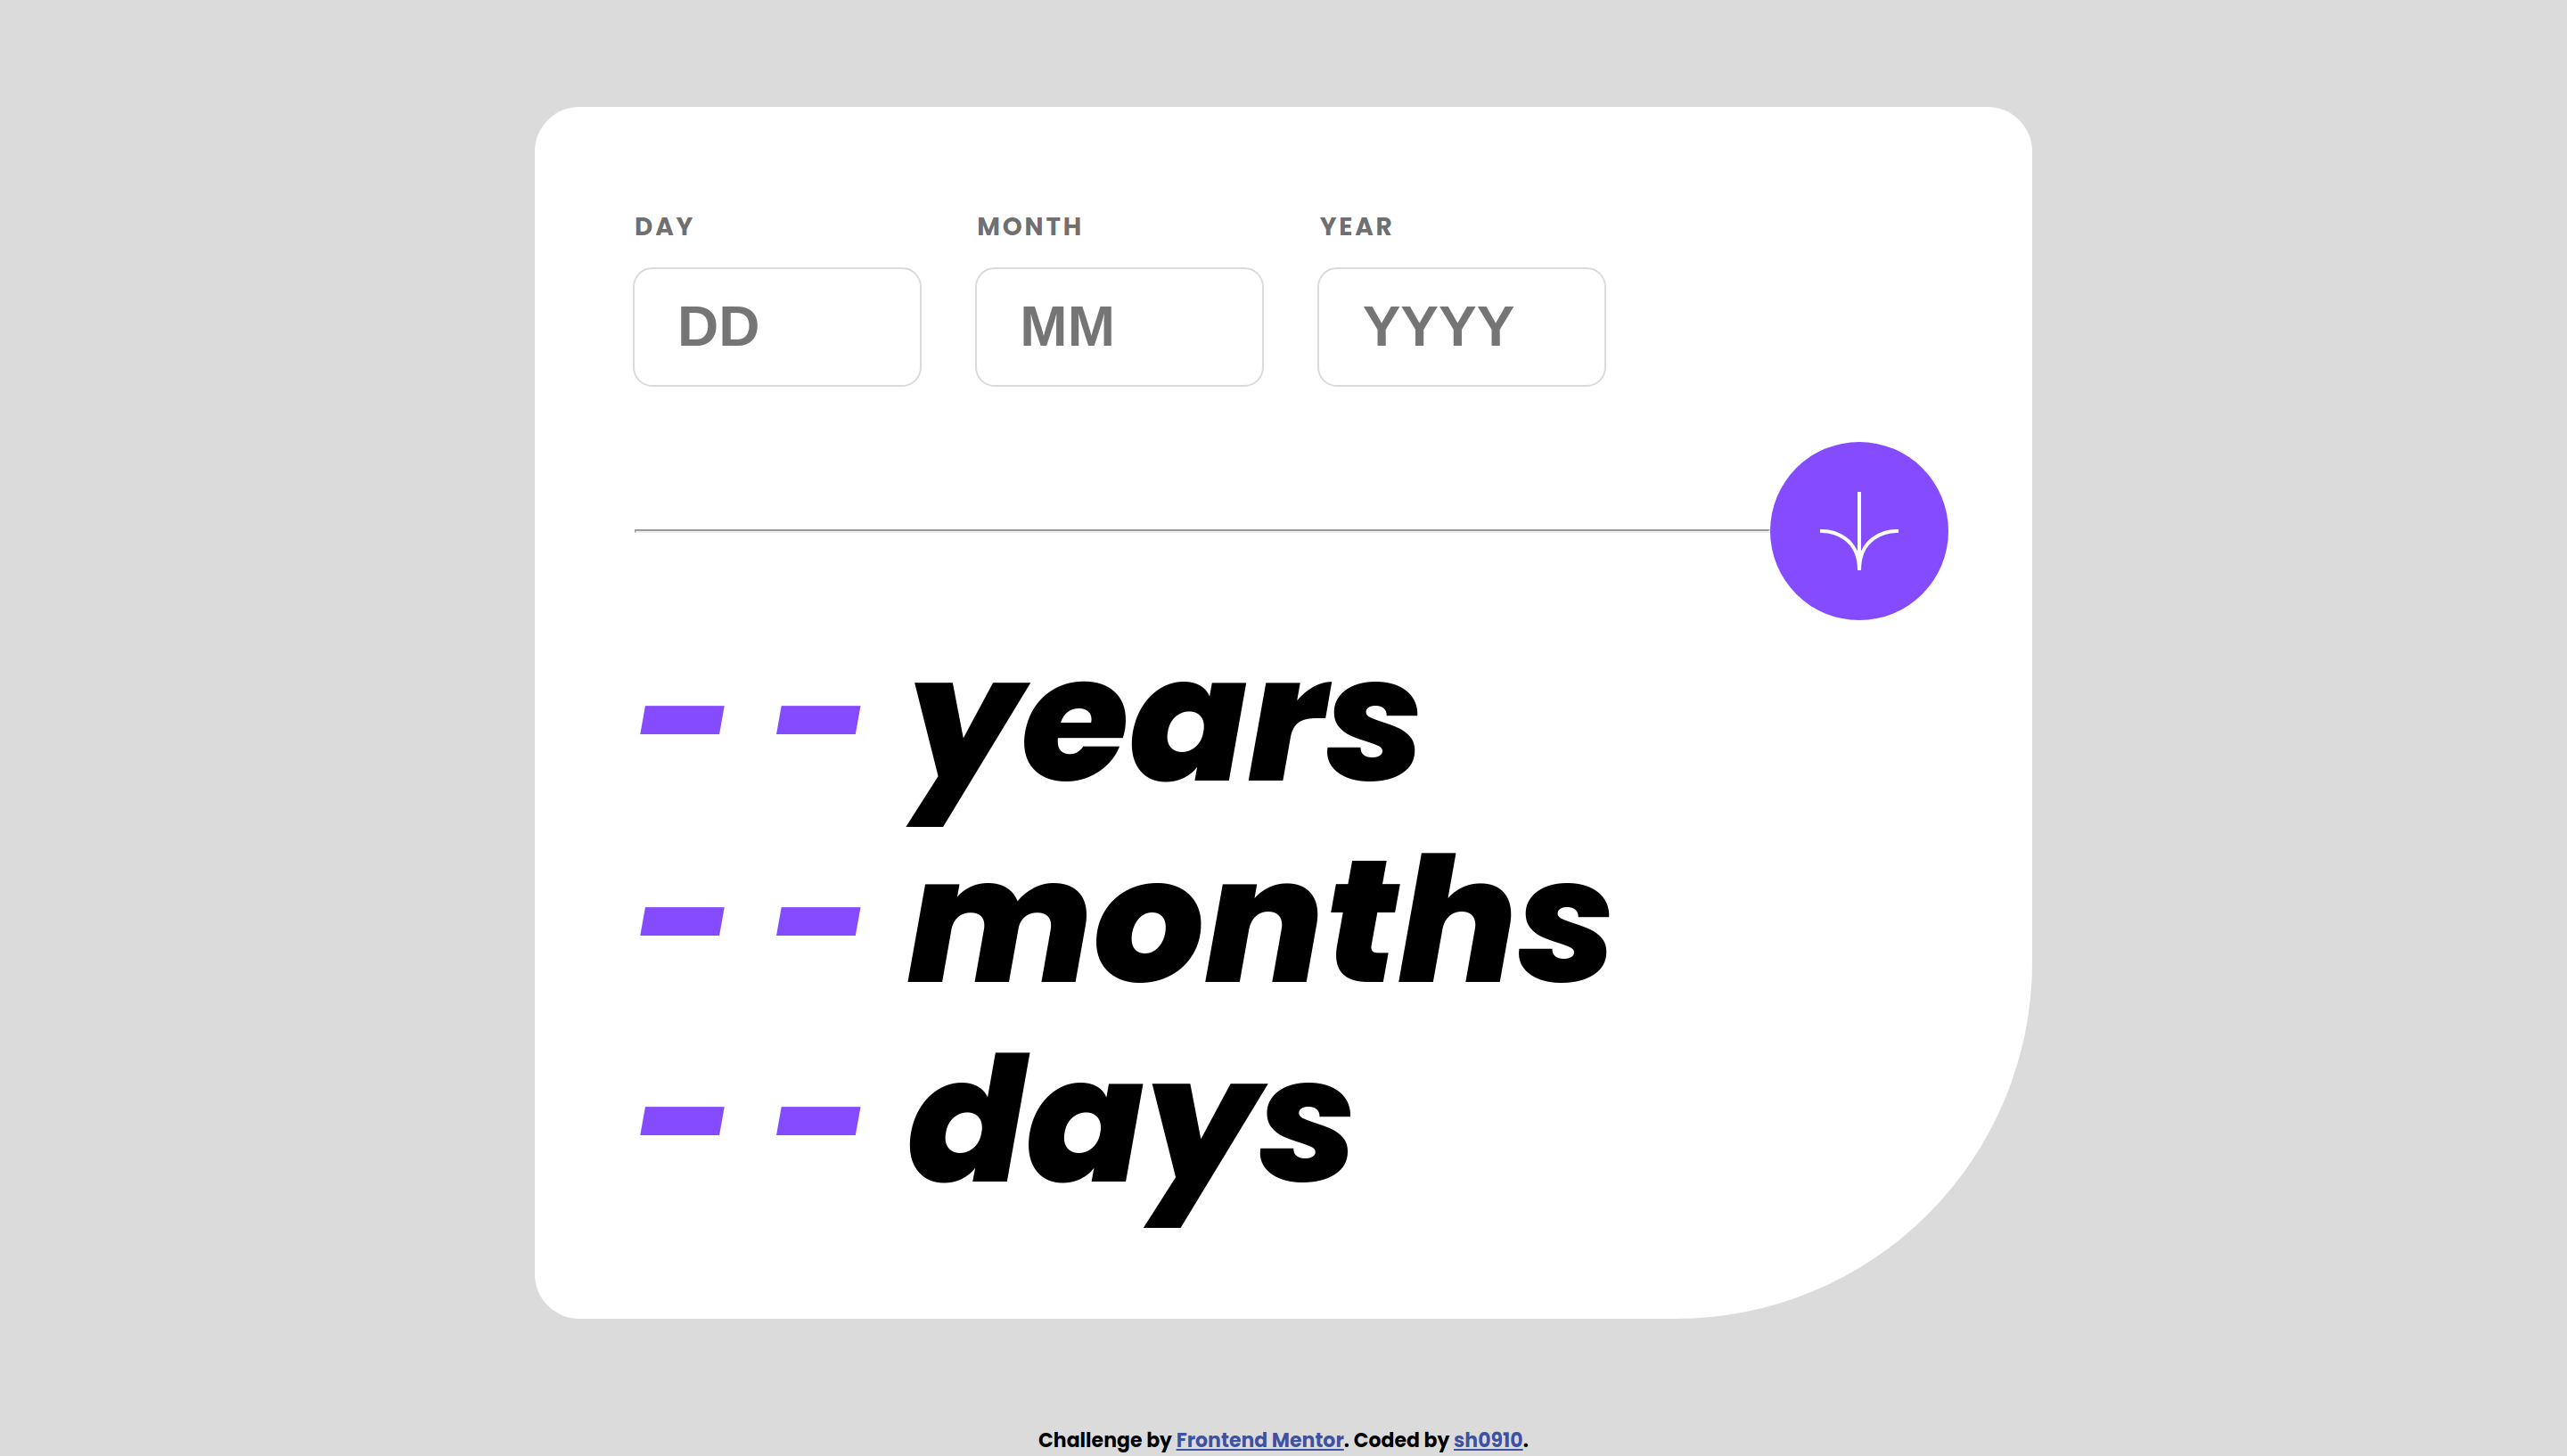 DAY MONTH YEAR
DD MM YYYY
- - years
- - months
- - days
Challenge by Frontend Mentor. Coded by sh0910.